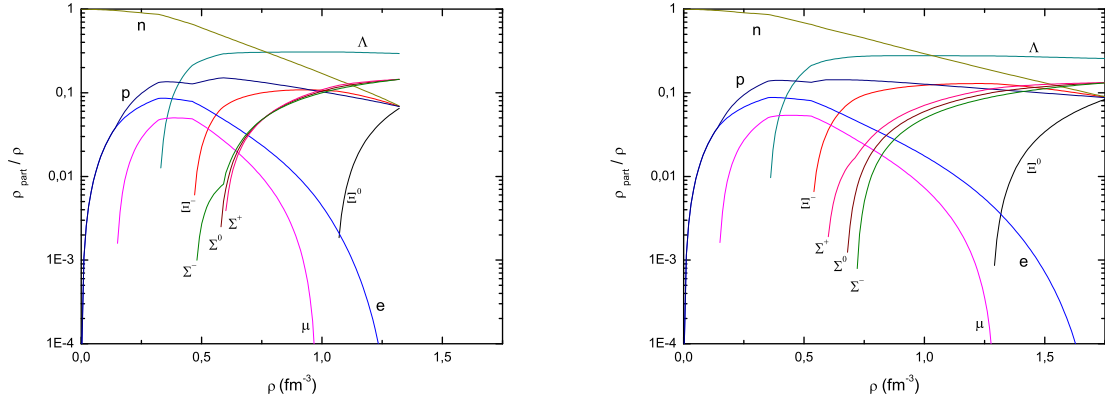 1
n
Λ
0,1
p
ρ part / ρ
0,01
Ξ⁻
Σ⁺
Σ⁰
Ξ⁰
1E-3
Σ⁻
μ
e
1E-4
0,0 0,5 1,0 1,5
ρ (fm⁻³)
1
n
Λ
0,1
p
ρ part / ρ
Ξ⁰
0,01
Ξ⁻
Σ⁺
Σ⁰
1E-3
Σ⁻
e
μ
1E-4
0,0 0,5 1,0 1,5
ρ (fm⁻³)